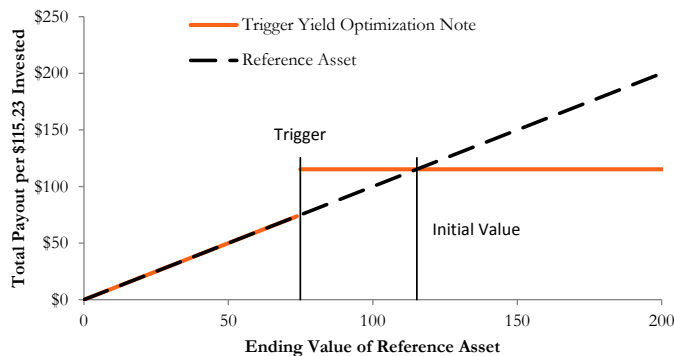 Trigger Yield Optimization Note
Reference Asset
Total Payout per $115.23 Invested
$250
$200
$150
$100
$50
$0
Trigger
Initial Value
0
50
100
150
200
Ending Value of Reference Asset